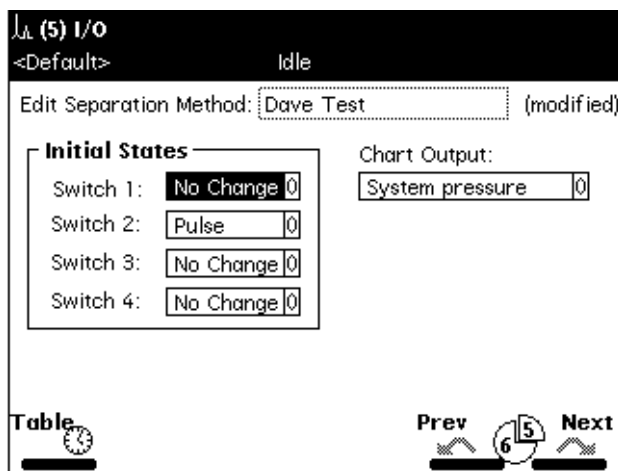 (5) I/O
<Default> Idle
Edit Separation Method: Dave Test (modified)
Initial States
Chart Output:
Switch 1: No Change 0
System pressure 0
Switch 2: Pulse 0
Switch 3: No Change 0
Switch 4: No Change 0
Table
Prev 6 5 Next